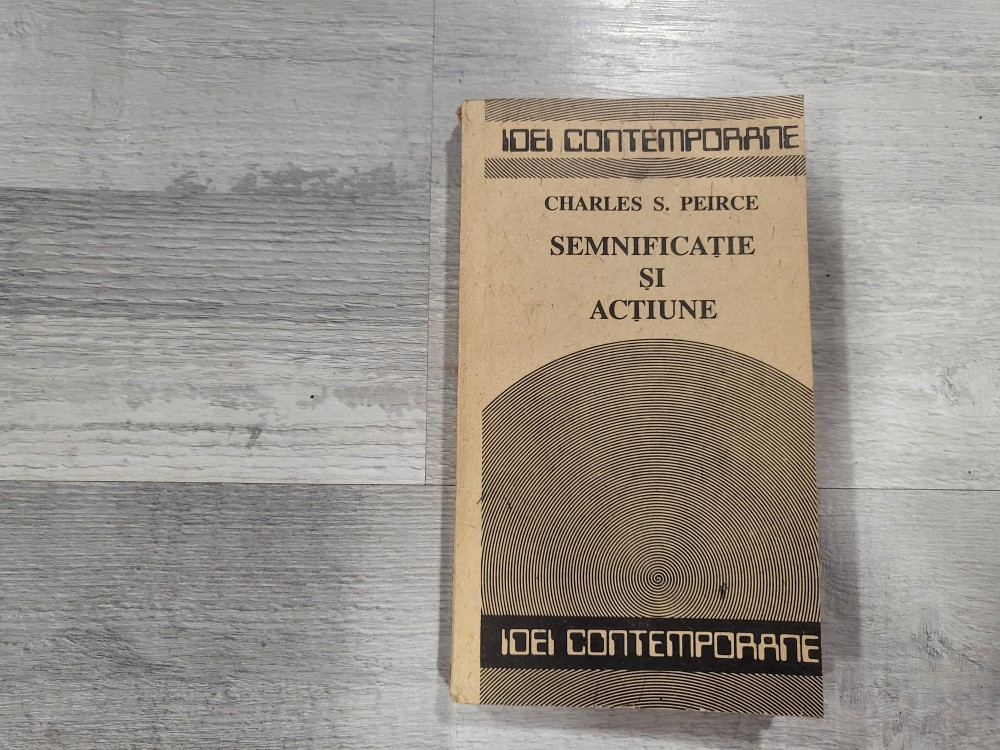 IDEI CONTEMPORANE
CHARLES S. PEIRCE
SEMNIFICAȚIE
ȘI
ACȚIUNE
IDEI CONTEMPORANE